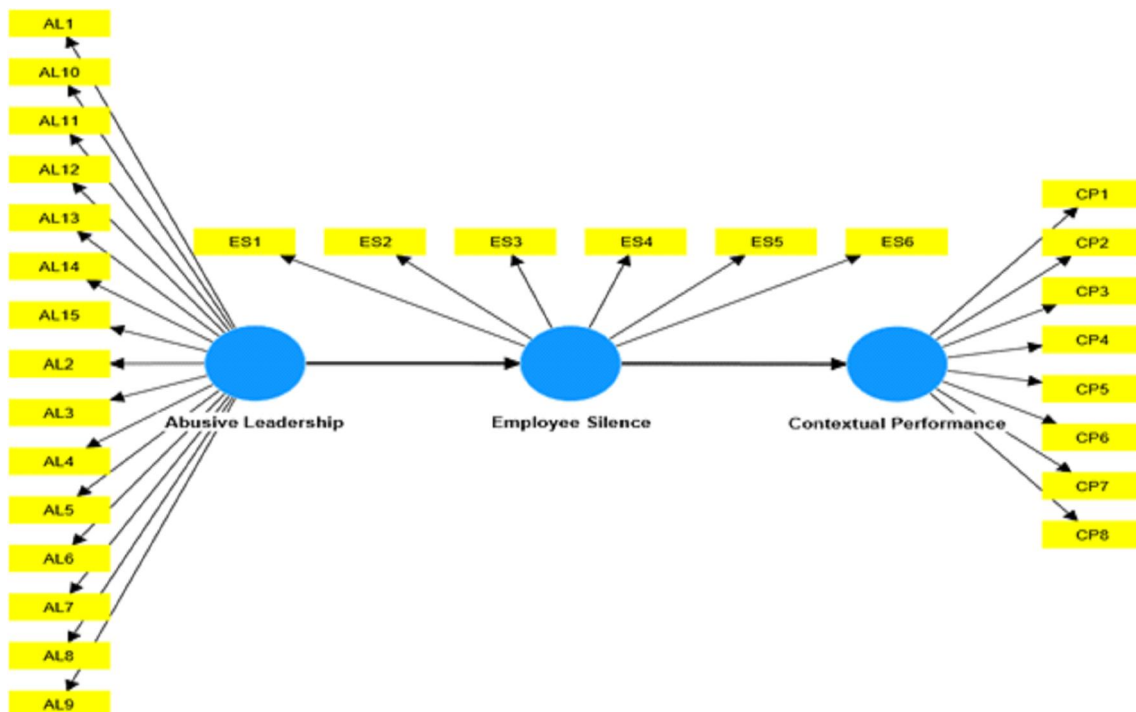 AL1
AL10
AL11
AL12
AL13
AL14
AL15
AL2
AL3
AL4
AL5
AL6
AL7
AL8
AL9
ES1
ES2
ES3
ES4
ES5
ES6
Abusive Leadership
Employee Silence
Contextual Performance
CP1
CP2
CP3
CP4
CP5
CP6
CP7
CP8